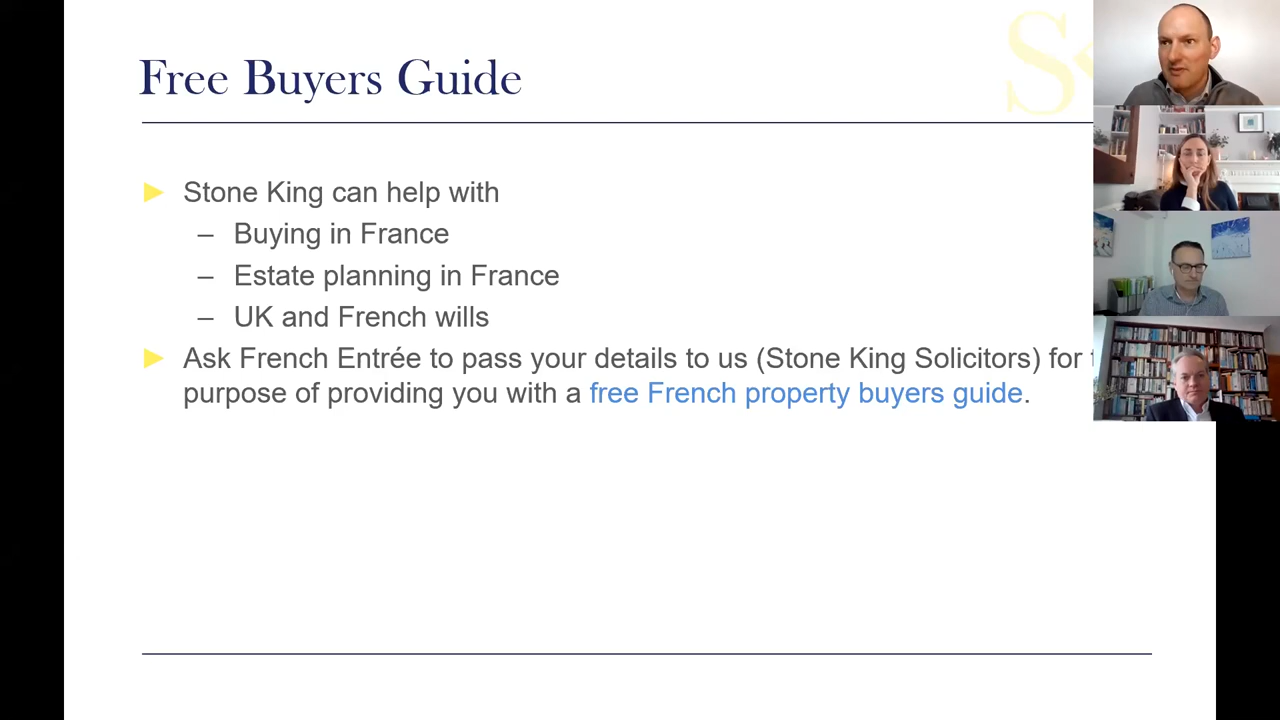 Free Buyers Guide
S
► Stone King can help with
– Buying in France
– Estate planning in France
– UK and French wills
► Ask French Entrée to pass your details to us (Stone King Solicitors) for
purpose of providing you with a free French property buyers guide.